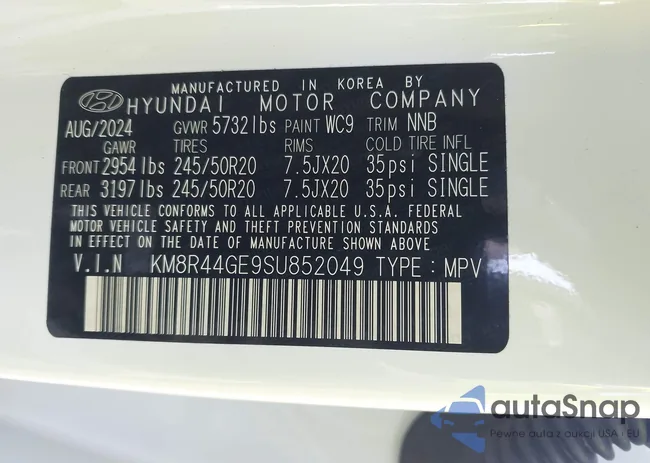 MANUFACTURED IN KOREA BY
HYUNDAI MOTOR COMPANY
AUG/2024 GVWR 5732lbs PAINT WC9 TRIM NNB
GAWR TIRES RIMS COLD TIRE INFL
FRONT 2954lbs 245/50R20 7.5JX20 35psi SINGLE
REAR 3197lbs 245/50R20 7.5JX20 35psi SINGLE
THIS VEHICLE CONFORMS TO ALL APPLICABLE U.S.A. FEDERAL
MOTOR VEHICLE SAFETY AND THEFT PREVENTION STANDARDS
IN EFFECT ON THE DATE OF MANUFACTURE SHOWN ABOVE.
V.I.N KM8R44GE9SU852049 TYPE : MPV
autaSnap
Pewne auta z aukcji USA i EU